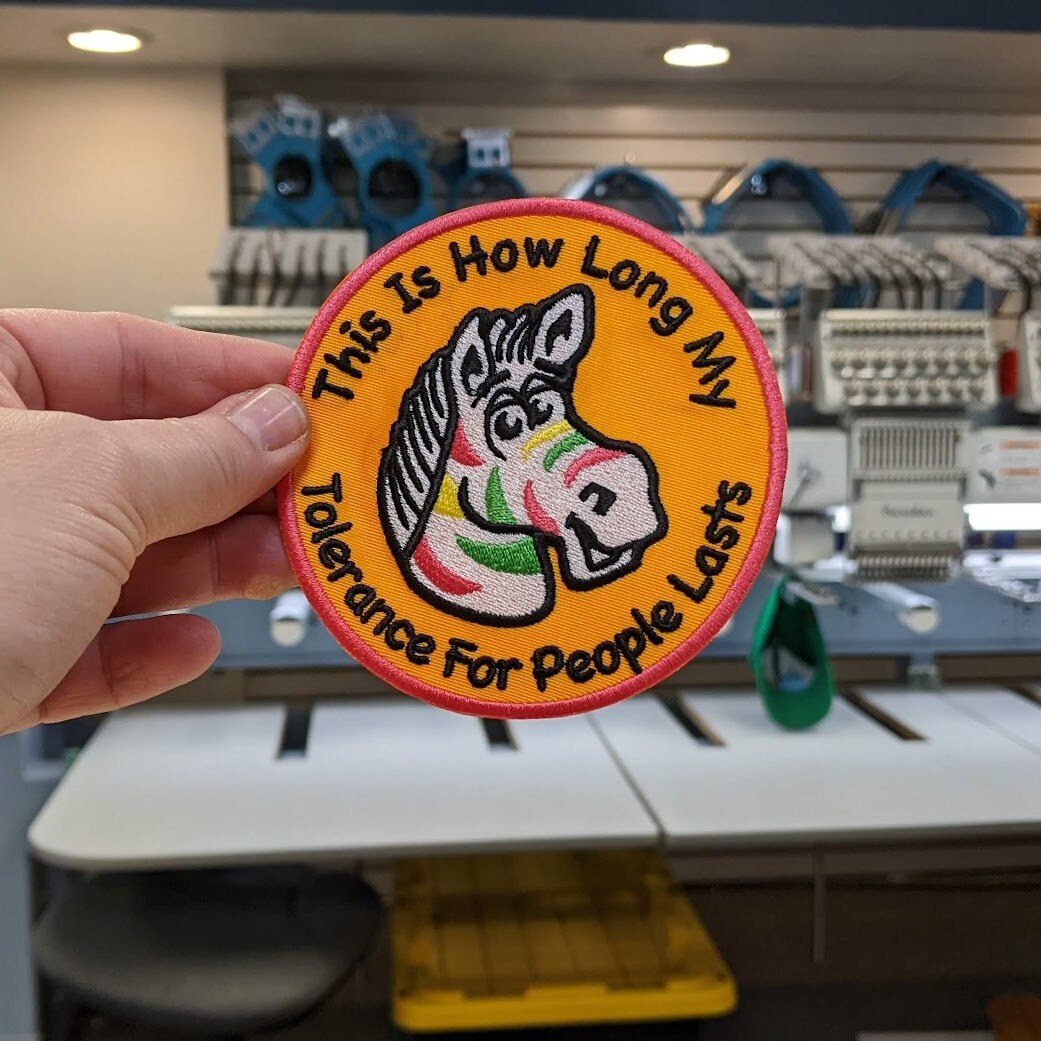 This Is How Long My
Tolerance For People Lasts